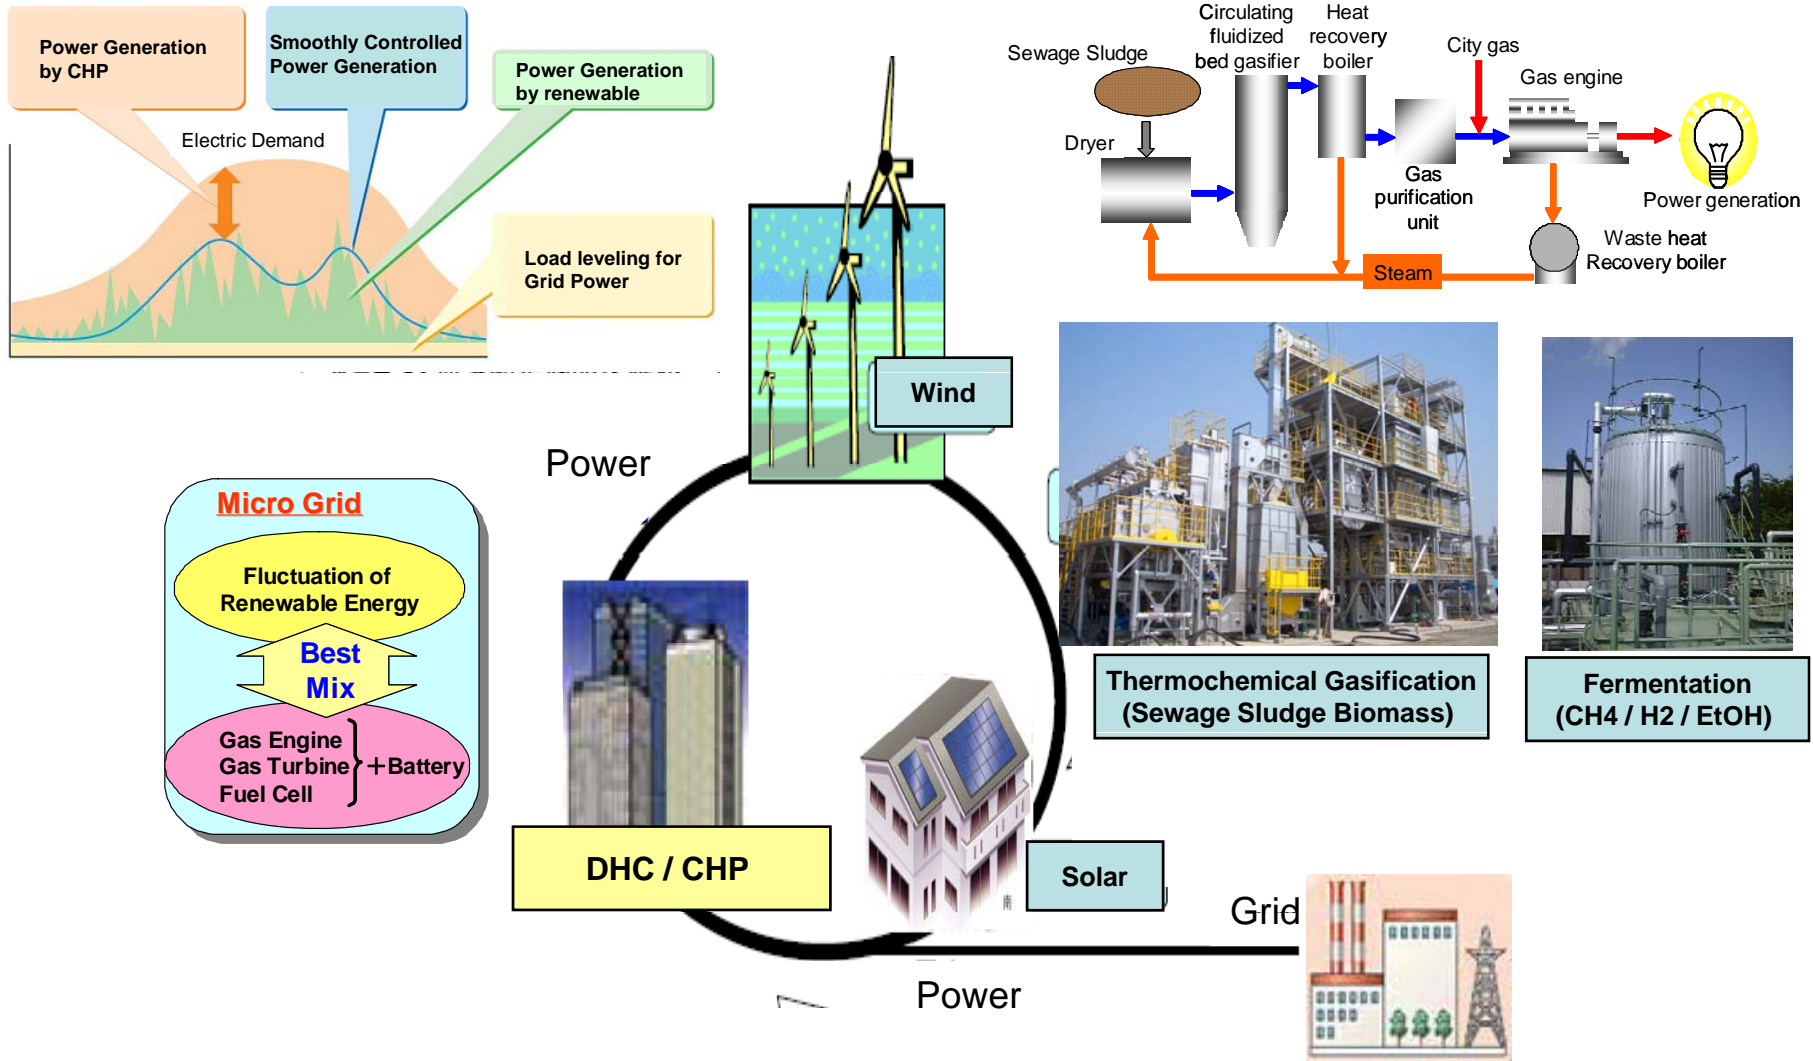 Power Generation
by CHP
Smoothly Controlled
Power Generation
Power Generation
by renewable
Electric Demand
Load leveling for
Grid Power
Sewage Sludge
Circulating
fluidized
bed gasifier
Heat
recovery
boiler
City gas
Gas engine
Dryer
Gas
purification
unit
Power generation
Waste heat
Recovery boiler
Steam
Wind
Power
Micro Grid
Fluctuation of
Renewable Energy
Best
Mix
Gas Engine
Gas Turbine
Fuel Cell
+Battery
Thermochemical Gasification
(Sewage Sludge Biomass)
Fermentation
(CH4 / H2 / EtOH)
DHC / CHP
Solar
南
Grid
Power